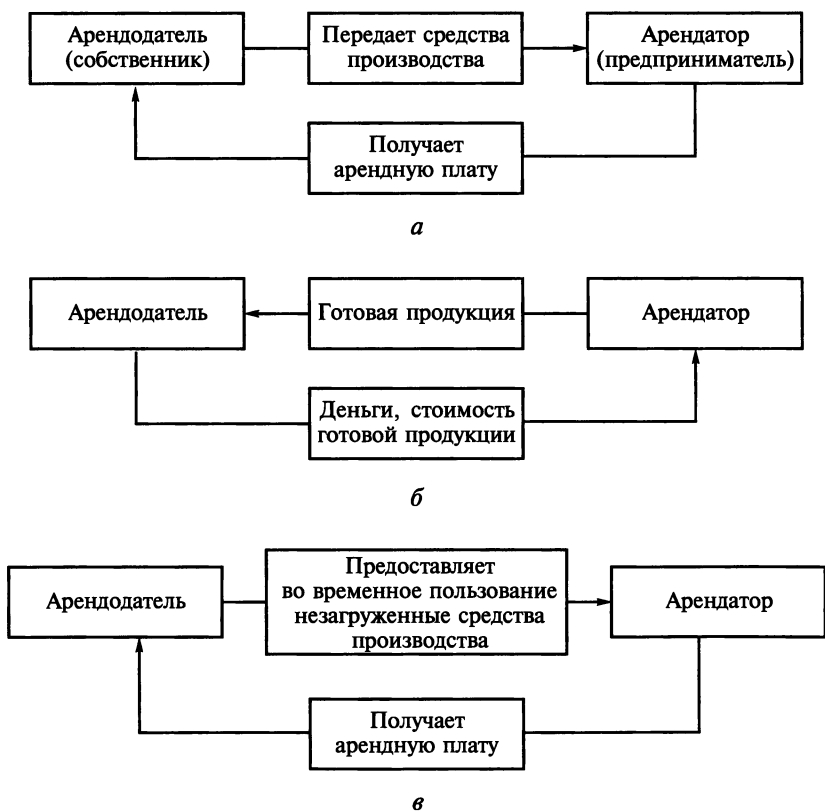 Арендодатель
(собственник)
Передает средства
производства
Арендатор
(предприниматель)
Получает
арендную плату
а
Арендодатель
Готовая продукция
Арендатор
Деньги, стоимость
готовой продукции
б
Арендодатель
Предоставляет
во временное пользование
незагруженные средства
производства
Арендатор
Получает
арендную плату
в